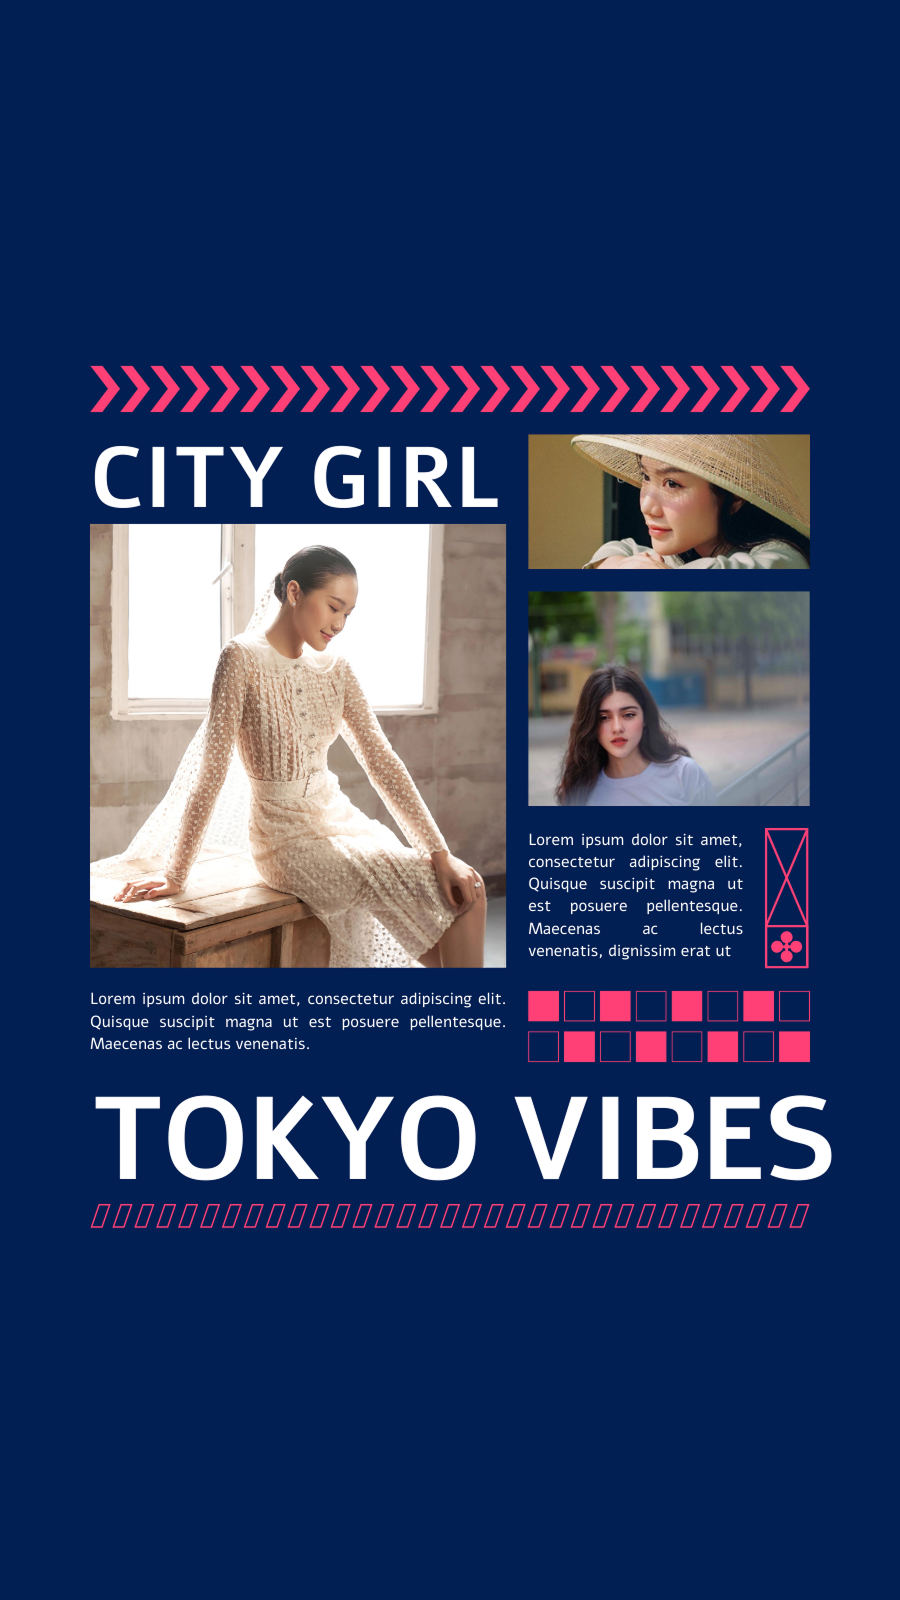 CITY GIRL
Lorem ipsum dolor sit amet,
consectetur adipiscing elit.
Quisque suscipit magna ut
est posuere pellentesque.
Maecenas ac lectus
venenatis, dignissim erat ut
Lorem ipsum dolor sit amet, consectetur adipiscing elit.
Quisque suscipit magna ut est posuere pellentesque.
Maecenas ac lectus venenatis.
TOKYO VIBES